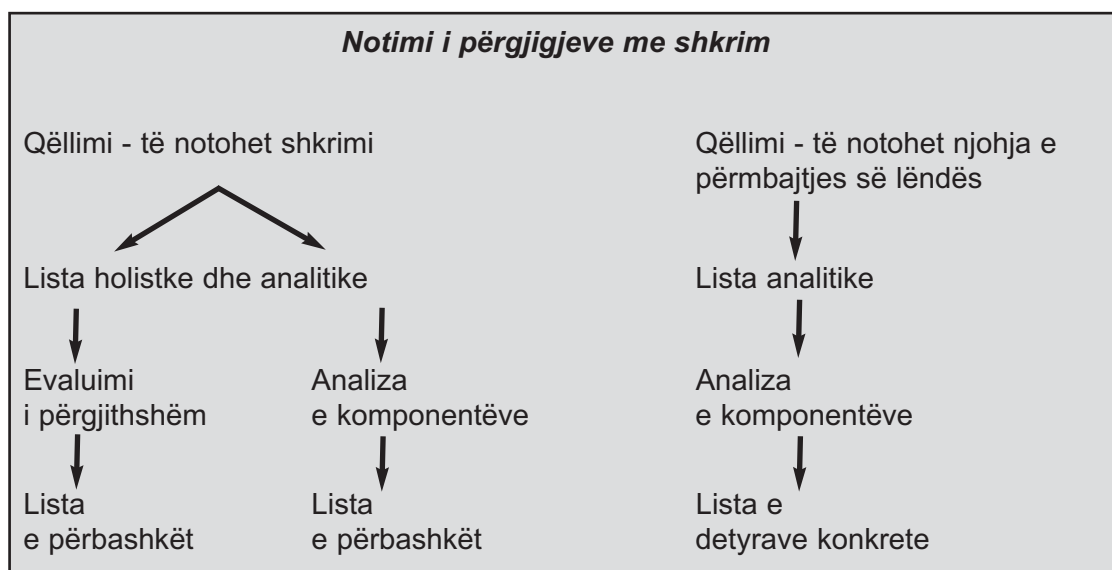 Notimi i përgjigjeve me shkrim
Qëllimi - të notohet shkrimi
Qëllimi - të notohet njohja e
përmbajtjes së lëndës
Lista holistke dhe analitike
Lista analitike
Evaluimi
i përgjithshëm
Analiza
e komponentëve
Analiza
e komponentëve
Lista
e përbashkët
Lista
e përbashkët
Lista e
detyrave konkrete